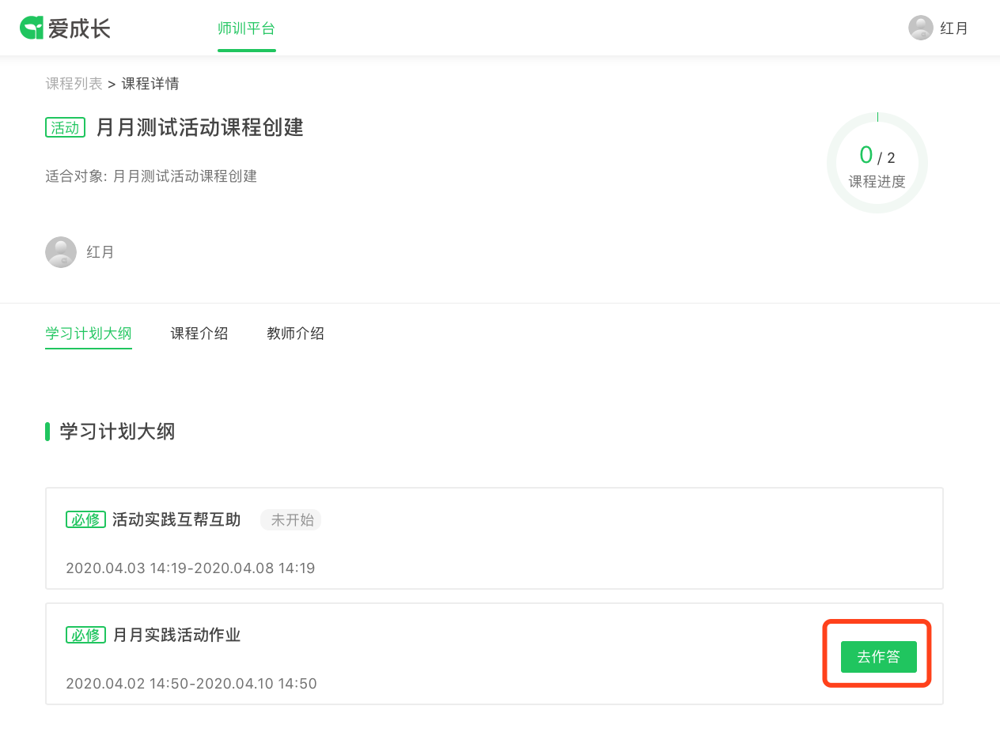 爱成长
师训平台
红月
课程列表 > 课程详情
活动 月月测试活动课程创建
适合对象: 月月测试活动课程创建
0 / 2
课程进度
红月
学习计划大纲 课程介绍 教师介绍
学习计划大纲
必修 活动实践互帮互助 未开始
2020.04.03 14:19-2020.04.08 14:19
必修 月月实践活动作业
去作答
2020.04.02 14:50-2020.04.10 14:50